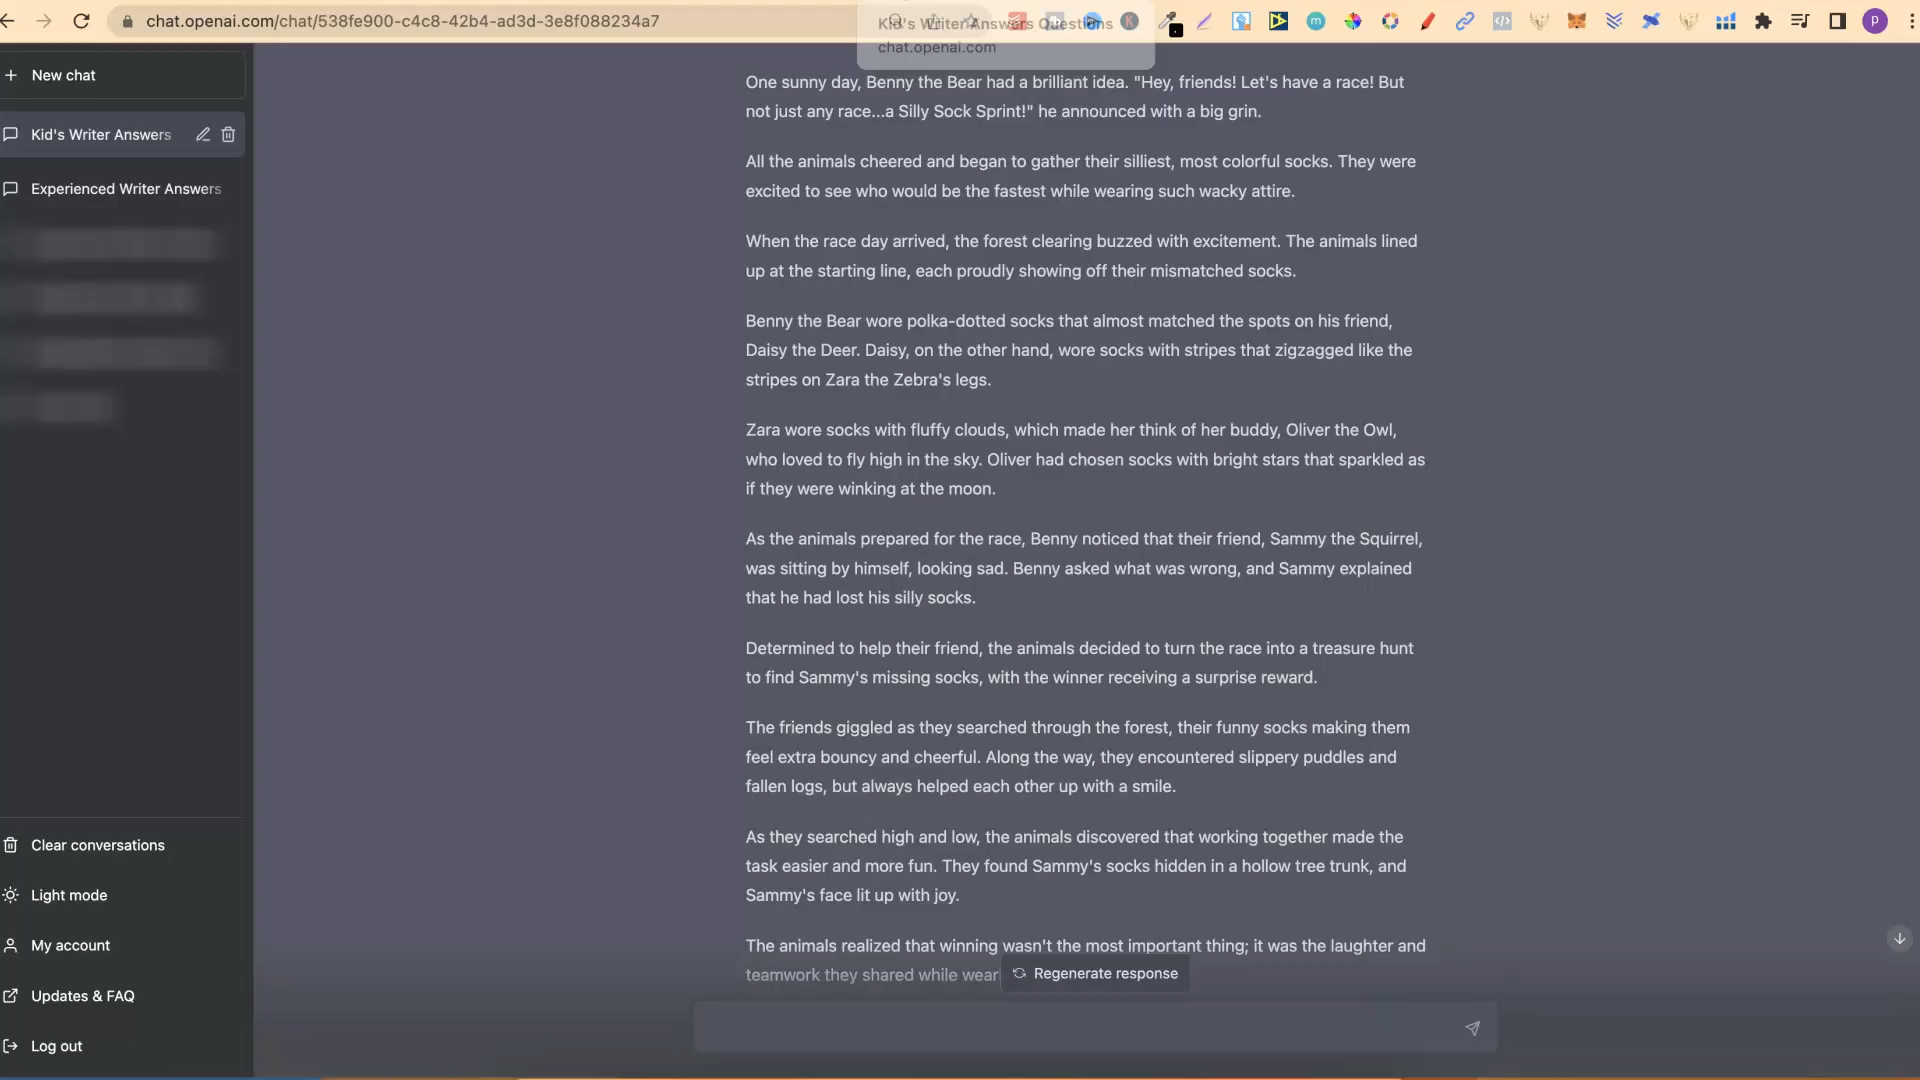 chat.openai.com/chat/538fe900-c4c8-42b4-ad3d-3e8f088234a7
Kid's Writer Answers Questions
chat.openai.com
New chat
Kid's Writer Answers
Experienced Writer Answers
One sunny day, Benny the Bear had a brilliant idea. "Hey, friends! Let's have a race! But
not just any race...a Silly Sock Sprint!" he announced with a big grin.
All the animals cheered and began to gather their silliest, most colorful socks. They were
excited to see who would be the fastest while wearing such wacky attire.
When the race day arrived, the forest clearing buzzed with excitement. The animals lined
up at the starting line, each proudly showing off their mismatched socks.
Benny the Bear wore polka-dotted socks that almost matched the spots on his friend,
Daisy the Deer. Daisy, on the other hand, wore socks with stripes that zigzagged like the
stripes on Zara the Zebra's legs.
Zara wore socks with fluffy clouds, which made her think of her buddy, Oliver the Owl,
who loved to fly high in the sky. Oliver had chosen socks with bright stars that sparkled as
if they were winking at the moon.
As the animals prepared for the race, Benny noticed that their friend, Sammy the Squirrel,
was sitting by himself, looking sad. Benny asked what was wrong, and Sammy explained
that he had lost his silly socks.
Determined to help their friend, the animals decided to turn the race into a treasure hunt
to find Sammy's missing socks, with the winner receiving a surprise reward.
The friends giggled as they searched through the forest, their funny socks making them
feel extra bouncy and cheerful. Along the way, they encountered slippery puddles and
fallen logs, but always helped each other up with a smile.
As they searched high and low, the animals discovered that working together made the
task easier and more fun. They found Sammy's socks hidden in a hollow tree trunk, and
Sammy's face lit up with joy.
The animals realized that winning wasn't the most important thing; it was the laughter and
teamwork they shared while wear
Regenerate response
Clear conversations
Light mode
My account
Updates & FAQ
Log out